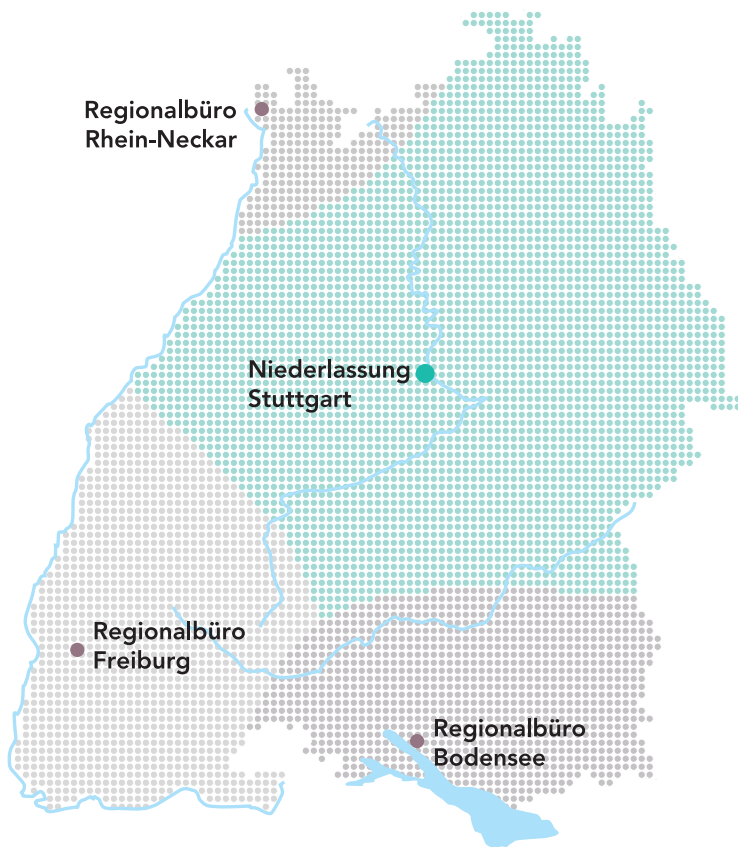 Regionalbüro
Rhein-Neckar
Niederlassung
Stuttgart
Regionalbüro
Freiburg
Regionalbüro
Bodensee